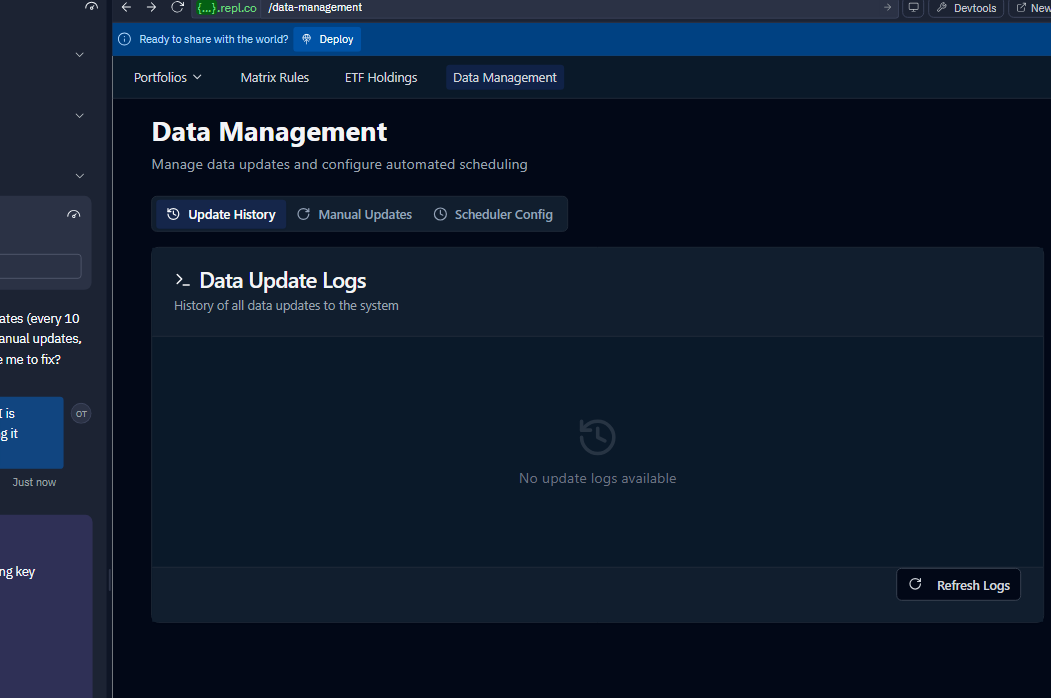 {...}.repl.co /data-management
Devtools
New
Ready to share with the world? Deploy
Portfolios Matrix Rules ETF Holdings Data Management
Data Management
Manage data updates and configure automated scheduling
Update History Manual Updates Scheduler Config
>_ Data Update Logs
History of all data updates to the system
No update logs available
Refresh Logs
ates (every 10
anual updates,
e me to fix?
I is
g it
OT
Just now
ng key